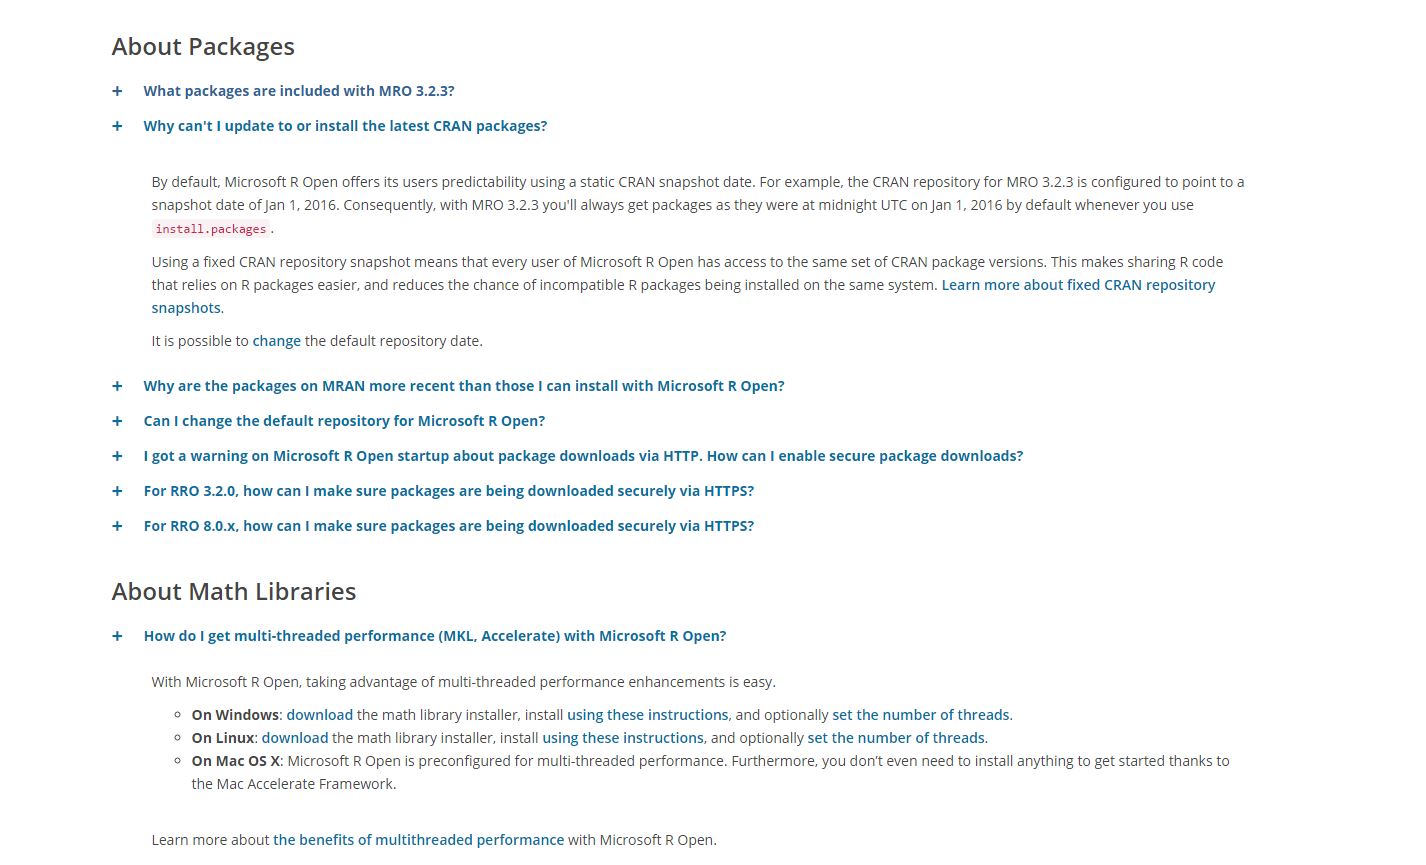 About Packages
+ What packages are included with MRO 3.2.3?
+ Why can't I update to or install the latest CRAN packages?
By default, Microsoft R Open offers its users predictability using a static CRAN snapshot date. For example, the CRAN repository for MRO 3.2.3 is configured to point to a
snapshot date of Jan 1, 2016. Consequently, with MRO 3.2.3 you'll always get packages as they were at midnight UTC on Jan 1, 2016 by default whenever you use
install.packages.
Using a fixed CRAN repository snapshot means that every user of Microsoft R Open has access to the same set of CRAN package versions. This makes sharing R code
that relies on R packages easier, and reduces the chance of incompatible R packages being installed on the same system. Learn more about fixed CRAN repository
snapshots.
It is possible to change the default repository date.
+ Why are the packages on MRAN more recent than those I can install with Microsoft R Open?
+ Can I change the default repository for Microsoft R Open?
+ I got a warning on Microsoft R Open startup about package downloads via HTTP. How can I enable secure package downloads?
+ For RRO 3.2.0, how can I make sure packages are being downloaded securely via HTTPS?
+ For RRO 8.0.x, how can I make sure packages are being downloaded securely via HTTPS?
About Math Libraries
+ How do I get multi-threaded performance (MKL, Accelerate) with Microsoft R Open?
With Microsoft R Open, taking advantage of multi-threaded performance enhancements is easy.
○ On Windows: download the math library installer, install using these instructions, and optionally set the number of threads.
○ On Linux: download the math library installer, install using these instructions, and optionally set the number of threads.
○ On Mac OS X: Microsoft R Open is preconfigured for multi-threaded performance. Furthermore, you don’t even need to install anything to get started thanks to
the Mac Accelerate Framework.
Learn more about the benefits of multithreaded performance with Microsoft R Open.